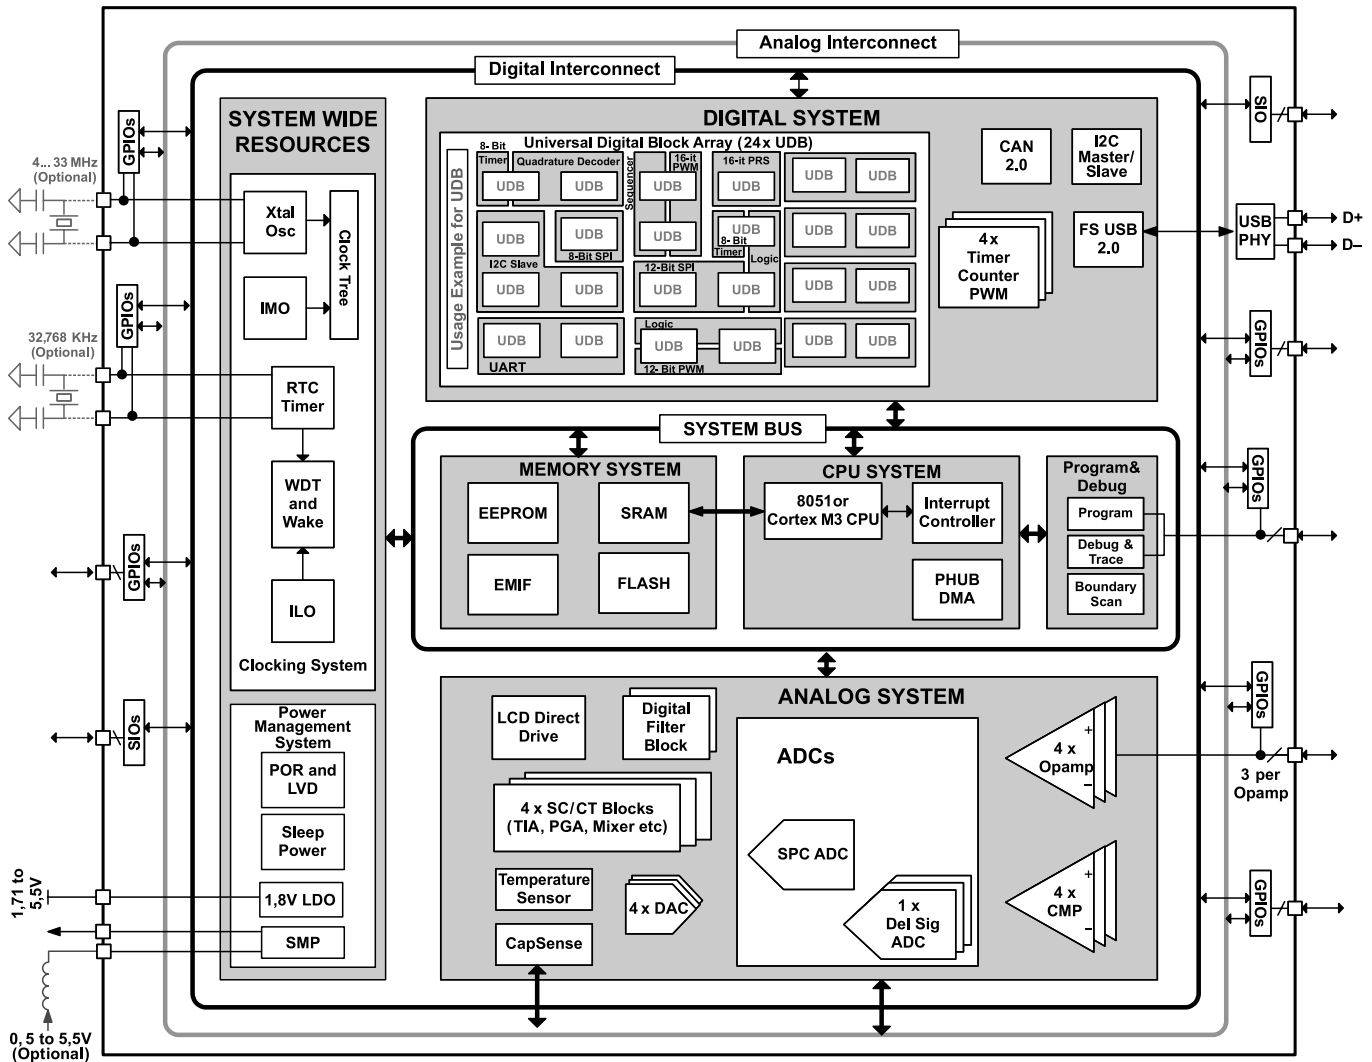 Analog Interconnect
Digital Interconnect
SYSTEM WIDE
RESOURCES
GPIOs
4... 33 MHz
(Optional)
Xtal
Osc
Clock Tree
IMO
GPIOs
32,768 KHz
(Optional)
RTC
Timer
WDT
and
Wake
ILO
Clocking System
GPIOs
SIOs
Power
Management
System
POR and
LVD
Sleep
Power
1,8V LDO
SMP
1,71 to
5,5V
0, 5 to 5,5V
(Optional)
DIGITAL SYSTEM
Universal Digital Block Array (24x UDB)
Usage Example for UDB
8- Bit
Timer
Quadrature Decoder
Sequencer
16-it
PWM
16-it PRS
UDB
UDB
UDB
UDB
UDB
UDB
I2C Slave
8-Bit SPI
8- Bit
Timer
Logic
UDB
UDB
UDB
UDB
UDB
UDB
12-Bit SPI
UDB
UDB
UDB
UDB
UDB
UDB
UART
Logic
12- Bit PWM
UDB
UDB
UDB
UDB
UDB
UDB
CAN
2.0
I2C
Master/
Slave
4x
Timer
Counter
PWM
FS USB
2.0
SIO
USB
PHY
D+
D–
GPIOs
SYSTEM BUS
MEMORY SYSTEM
EEPROM
SRAM
EMIF
FLASH
CPU SYSTEM
8051or
Cortex M3 CPU
Interrupt
Controller
PHUB
DMA
Program&
Debug
Program
Debug &
Trace
Boundary
Scan
GPIOs
ANALOG SYSTEM
LCD Direct
Drive
Digital
Filter
Block
4 x SC/CT Blocks
(TIA, PGA, Mixer etc)
Temperature
Sensor
4 x DAC
CapSense
ADCs
SPC ADC
1 x
Del Sig
ADC
+
4 x
Opamp
−
+
4 x
CMP
−
GPIOs
3 per
Opamp
GPIOs